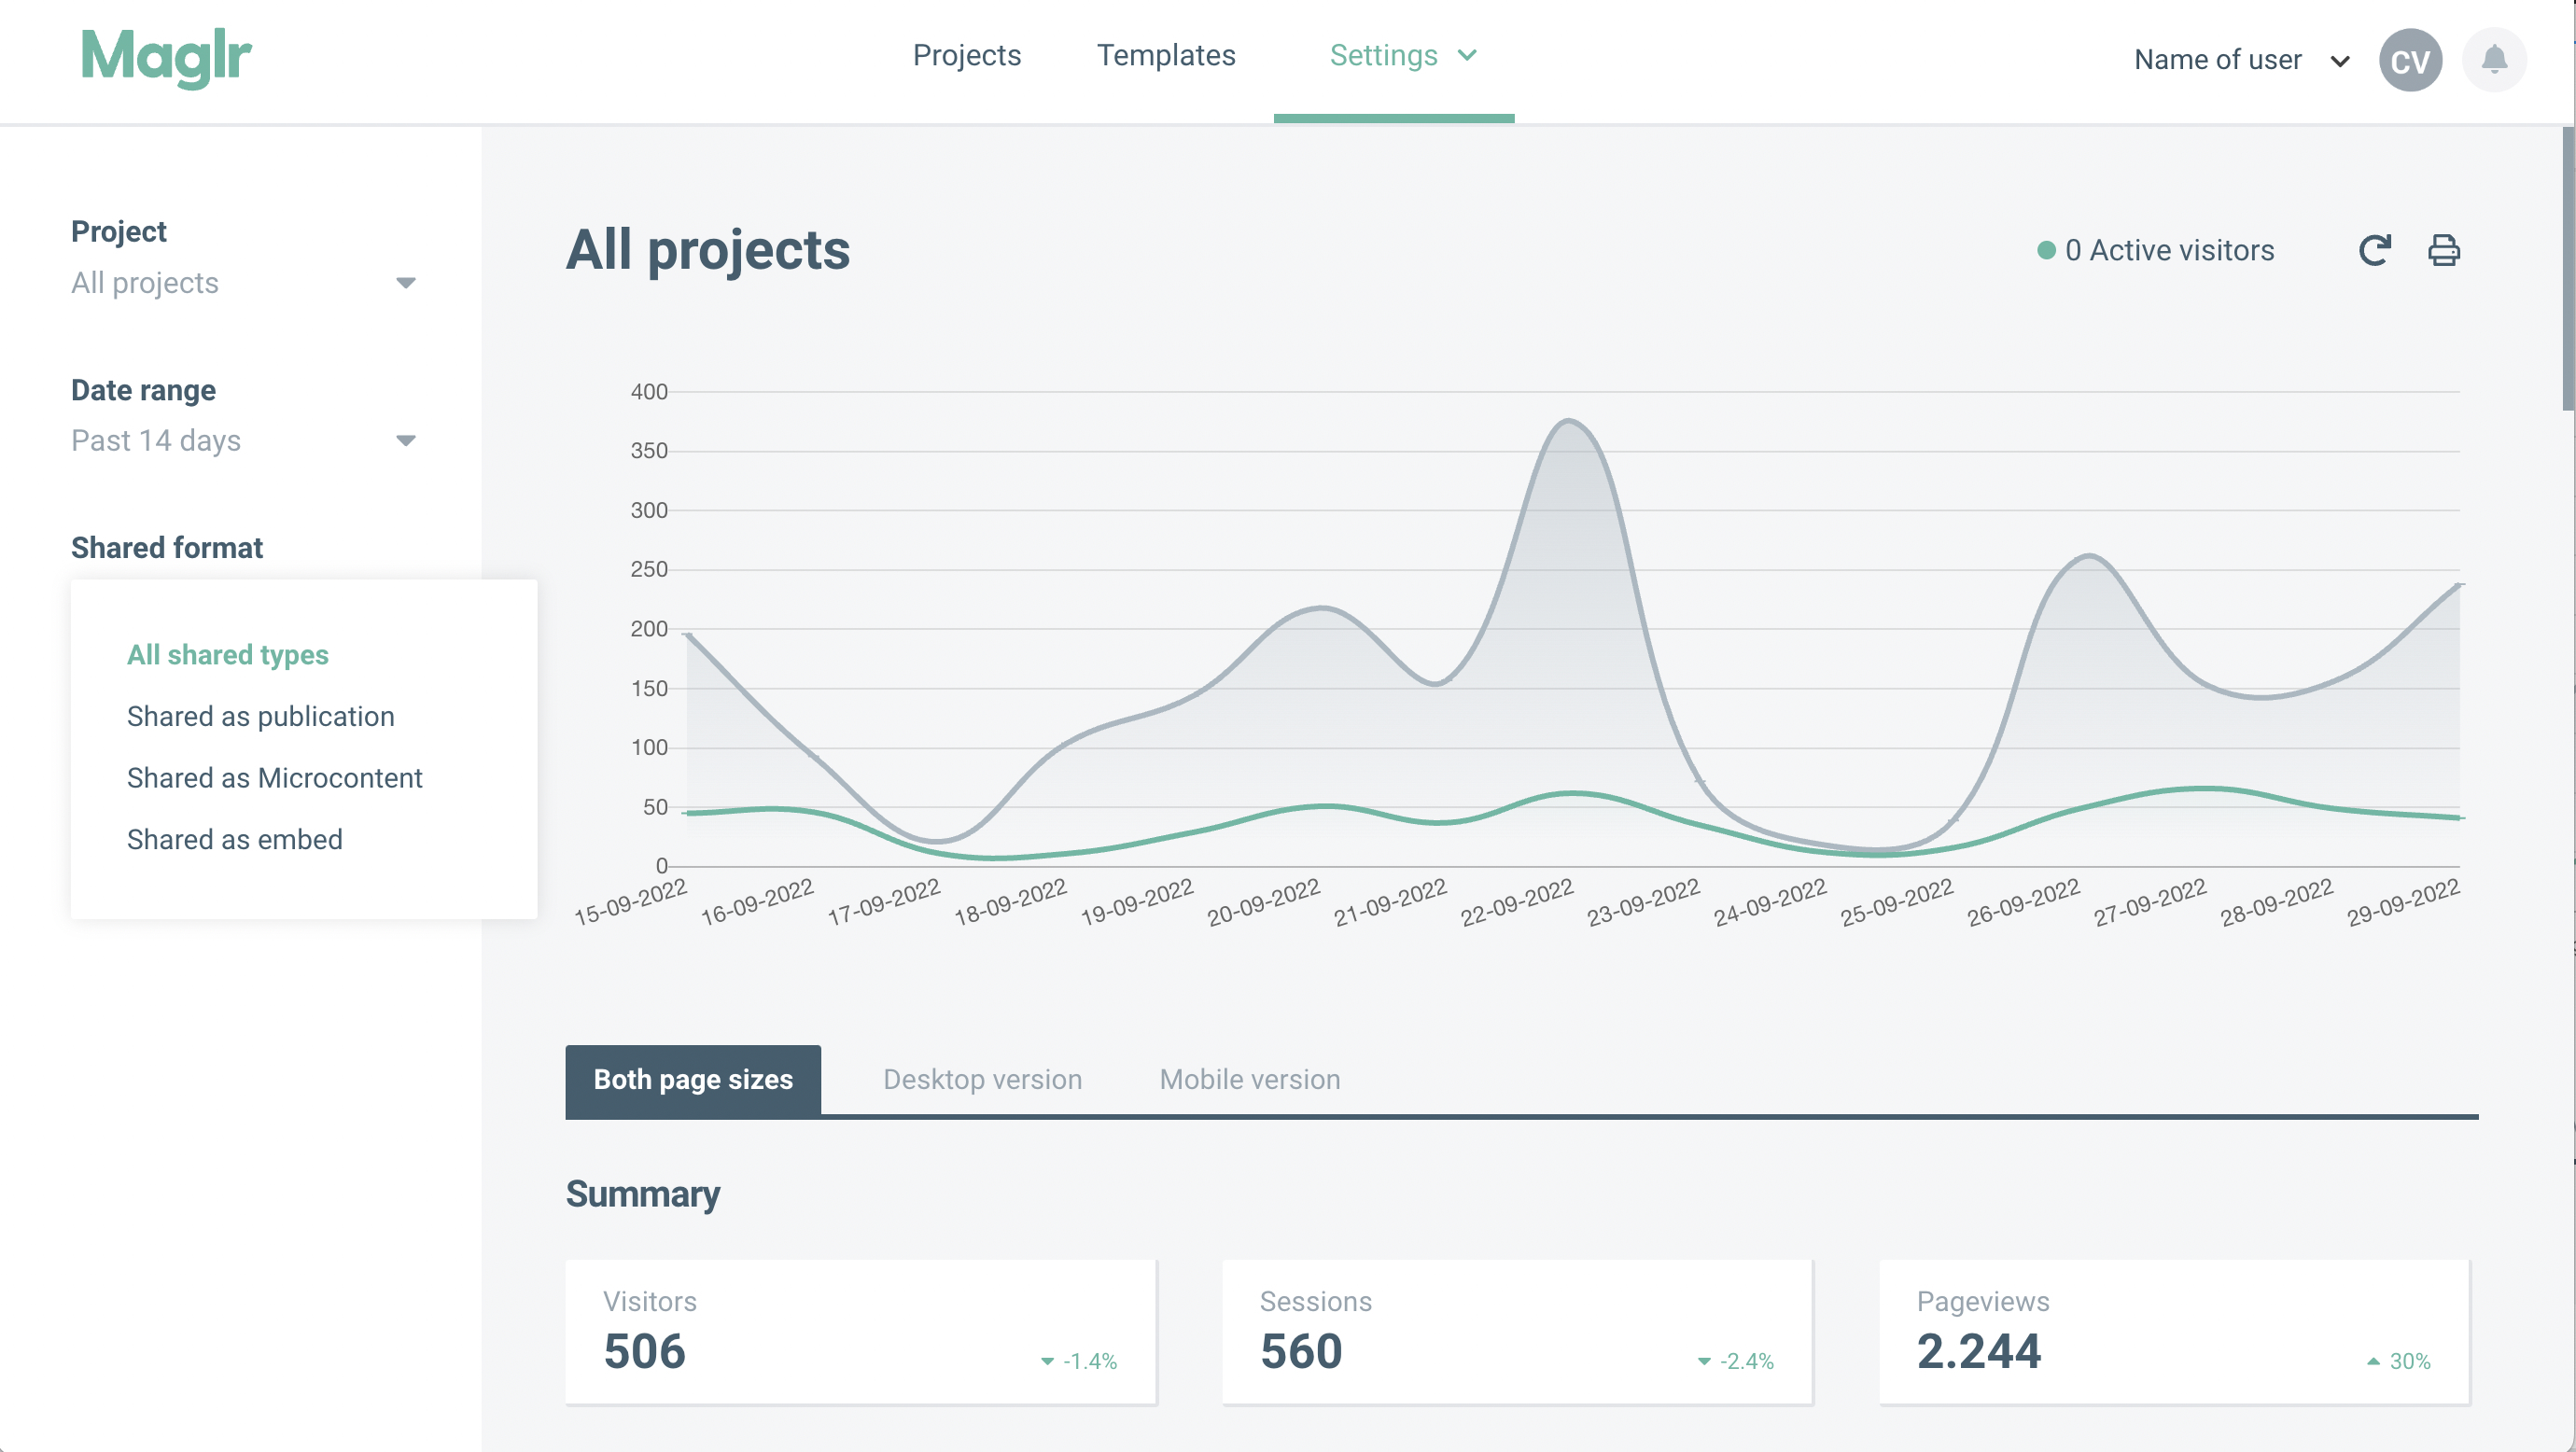 Maglr
Projects
Templates
Settings
Name of user
CV
Project
All projects
Date range
Past 14 days
Shared format
All shared types
Shared as publication
Shared as Microcontent
Shared as embed
All projects
0 Active visitors
400
350
300
250
200
150
100
50
0
15-09-2022
16-09-2022
17-09-2022
18-09-2022
19-09-2022
20-09-2022
21-09-2022
22-09-2022
23-09-2022
24-09-2022
25-09-2022
26-09-2022
27-09-2022
28-09-2022
29-09-2022
Both page sizes
Desktop version
Mobile version
Summary
Visitors
506
-1.4%
Sessions
560
-2.4%
Pageviews
2.244
30%